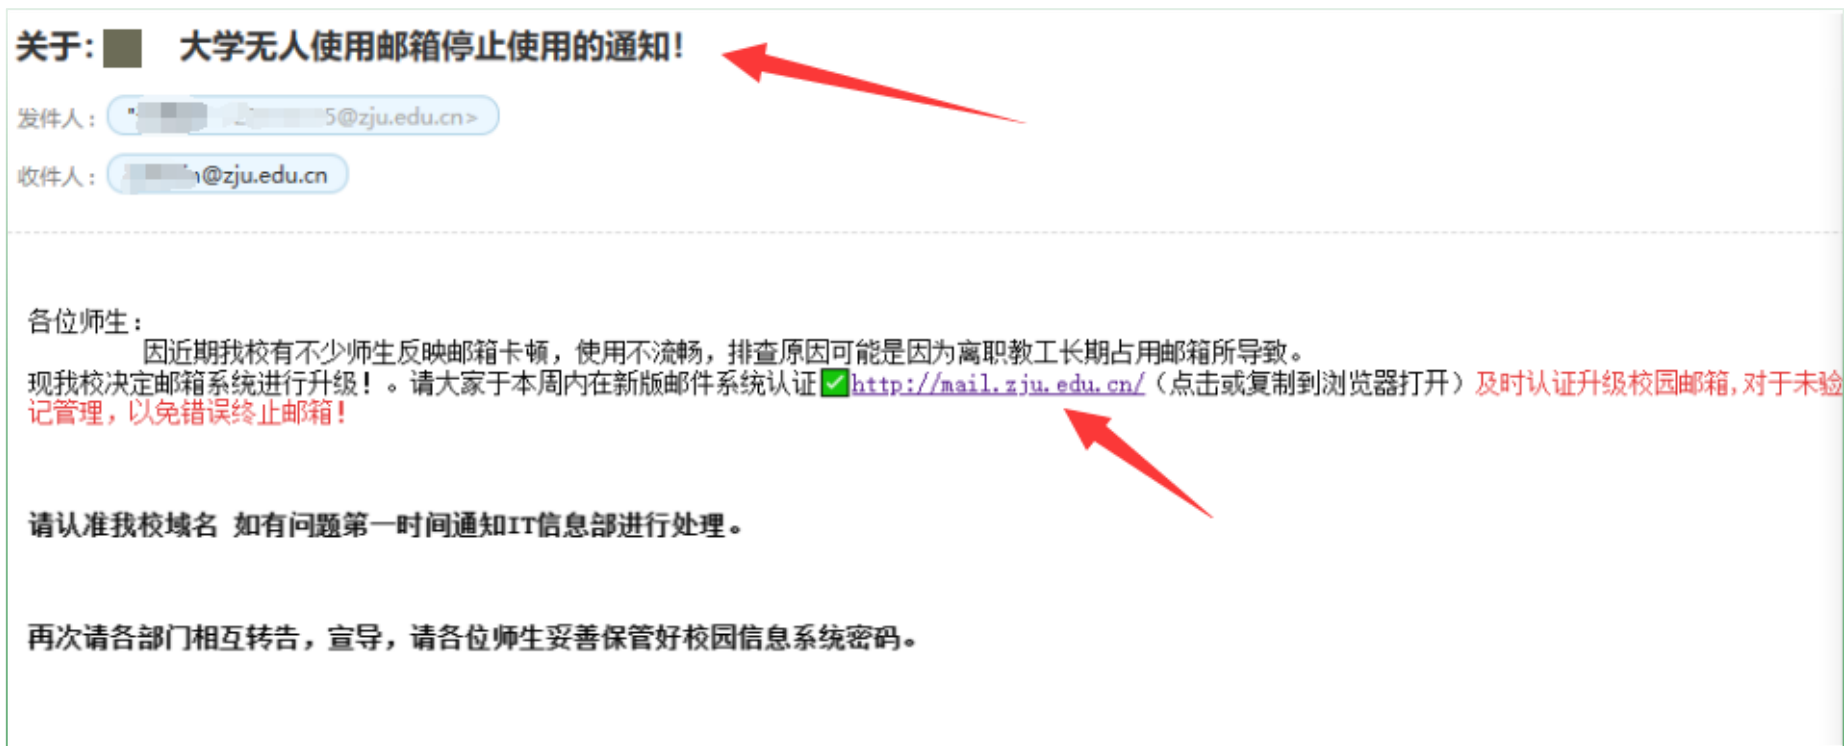 关于: 大学无人使用邮箱停止使用的通知!
发件人: " 5@zju.edu.cn>
收件人: @zju.edu.cn
各位师生:
因近期我校有不少师生反映邮箱卡顿，使用不流畅，排查原因可能是因为离职教工长期占用邮箱所导致。
现我校决定邮箱系统进行升级！。请大家于本周内在新版邮件系统认证✅http://mail.zju.edu.cn/（点击或复制到浏览器打开）及时认证升级校园邮箱,对于未验
记管理，以免错误终止邮箱！
请认准我校域名 如有问题第一时间通知IT信息部进行处理。
再次请各部门相互转告，宣导，请各位师生妥善保管好校园信息系统密码。